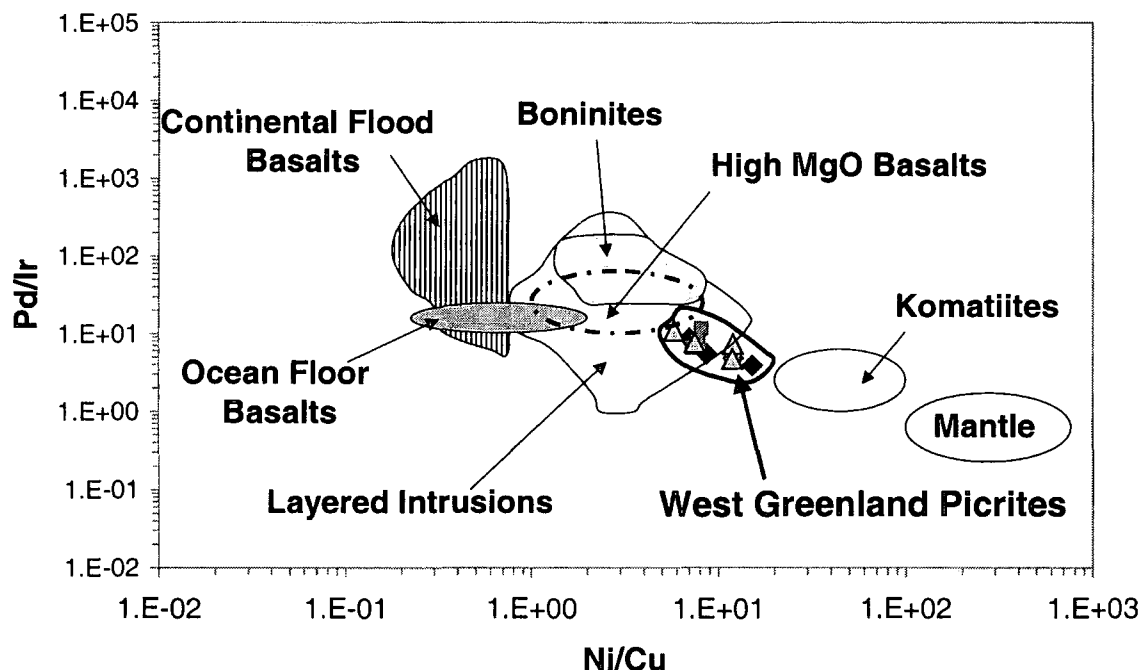 1.E+05
1.E+04
1.E+03
1.E+02
1.E+01
1.E+00
1.E-01
1.E-02
Pd/Ir
Continental Flood
Basalts
Boninites
High MgO Basalts
Komatiites
Ocean Floor
Basalts
Mantle
Layered Intrusions
West Greenland Picrites
1.E-02
1.E-01
1.E+00
1.E+01
1.E+02
1.E+03
Ni/Cu